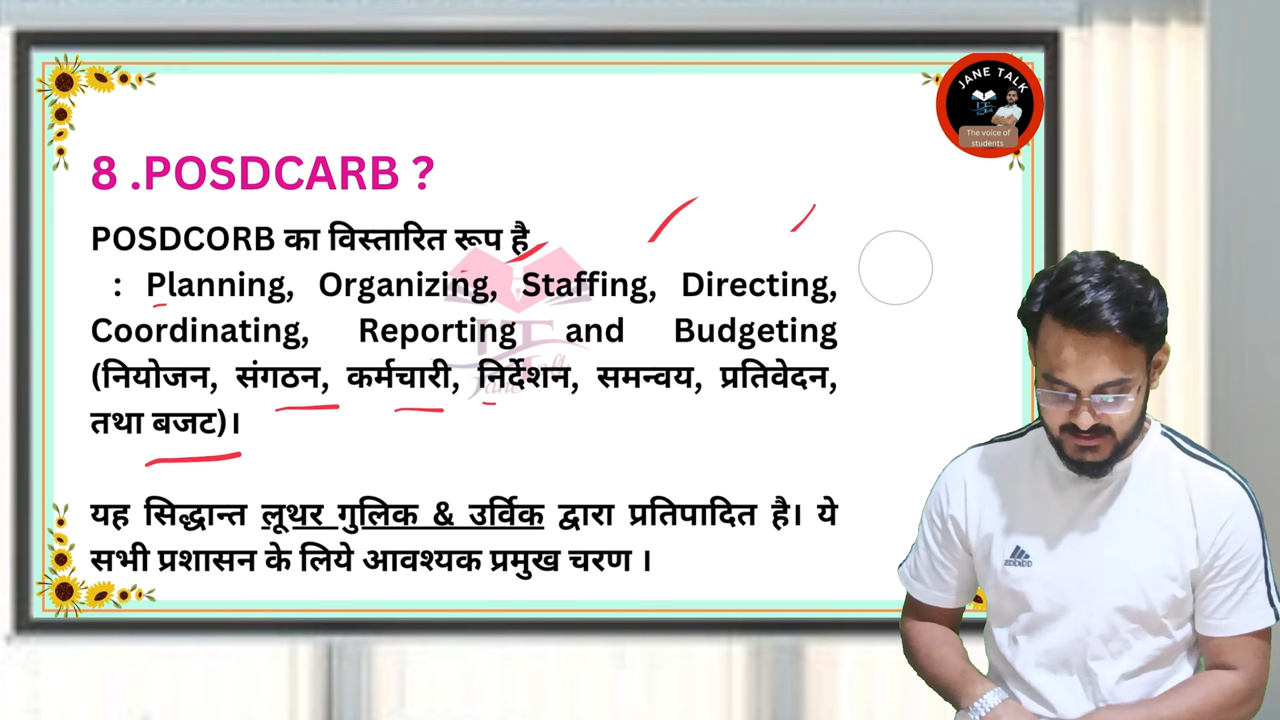 JANE TALK
The voice of
students
8 .POSDCARB ?
POSDCORB का विस्तारित रूप है
: Planning, Organizing, Staffing, Directing,
Coordinating, Reporting and Budgeting
(नियोजन, संगठन, कर्मचारी, निर्देशन, समन्वय, प्रतिवेदन,
तथा बजट)।
यह सिद्धान्त लूथर गुलिक & उर्विक द्वारा प्रतिपादित है। ये
सभी प्रशासन के लिये आवश्यक प्रमुख चरण ।